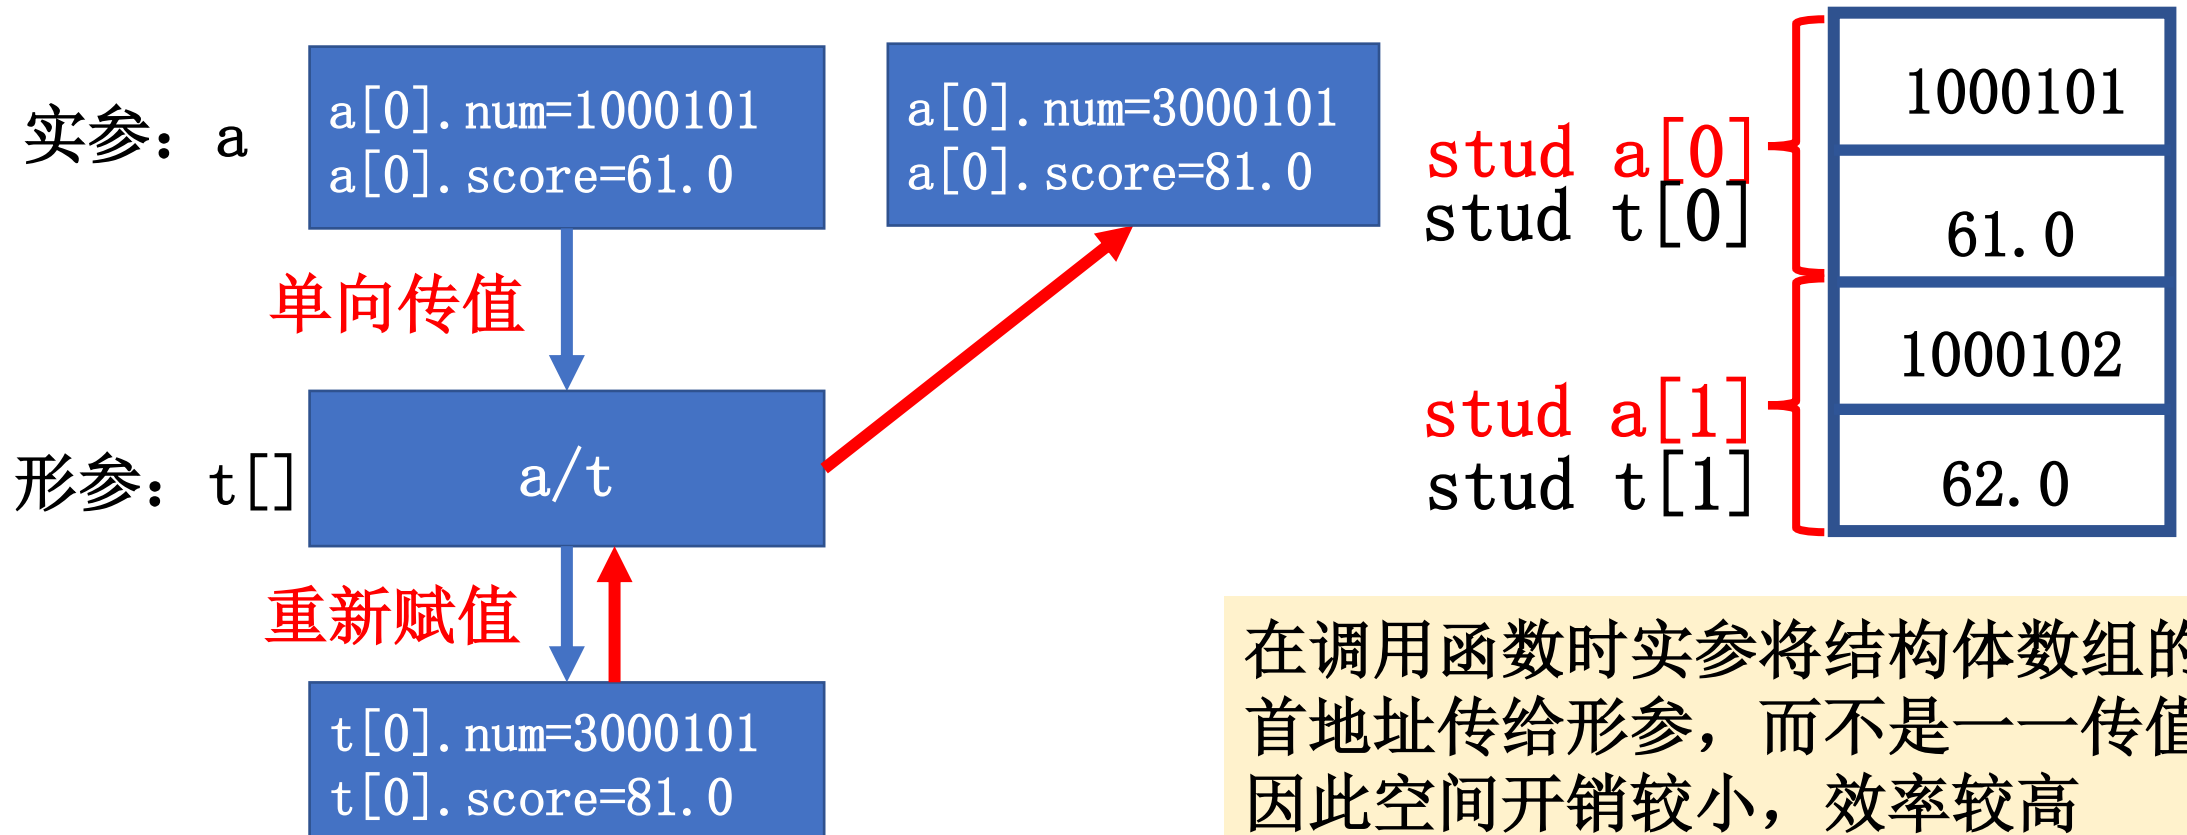 实参：a
a[0].num=1000101
a[0].score=61.0
a[0].num=3000101
a[0].score=81.0
单向传值
形参：t[]
a/t
重新赋值
t[0].num=3000101
t[0].score=81.0
stud a[0]
stud t[0]
stud a[1]
stud t[1]
1000101
61.0
1000102
62.0
在调用函数时实参将结构体数组的
首地址传给形参，而不是一一传值
因此空间开销较小，效率较高